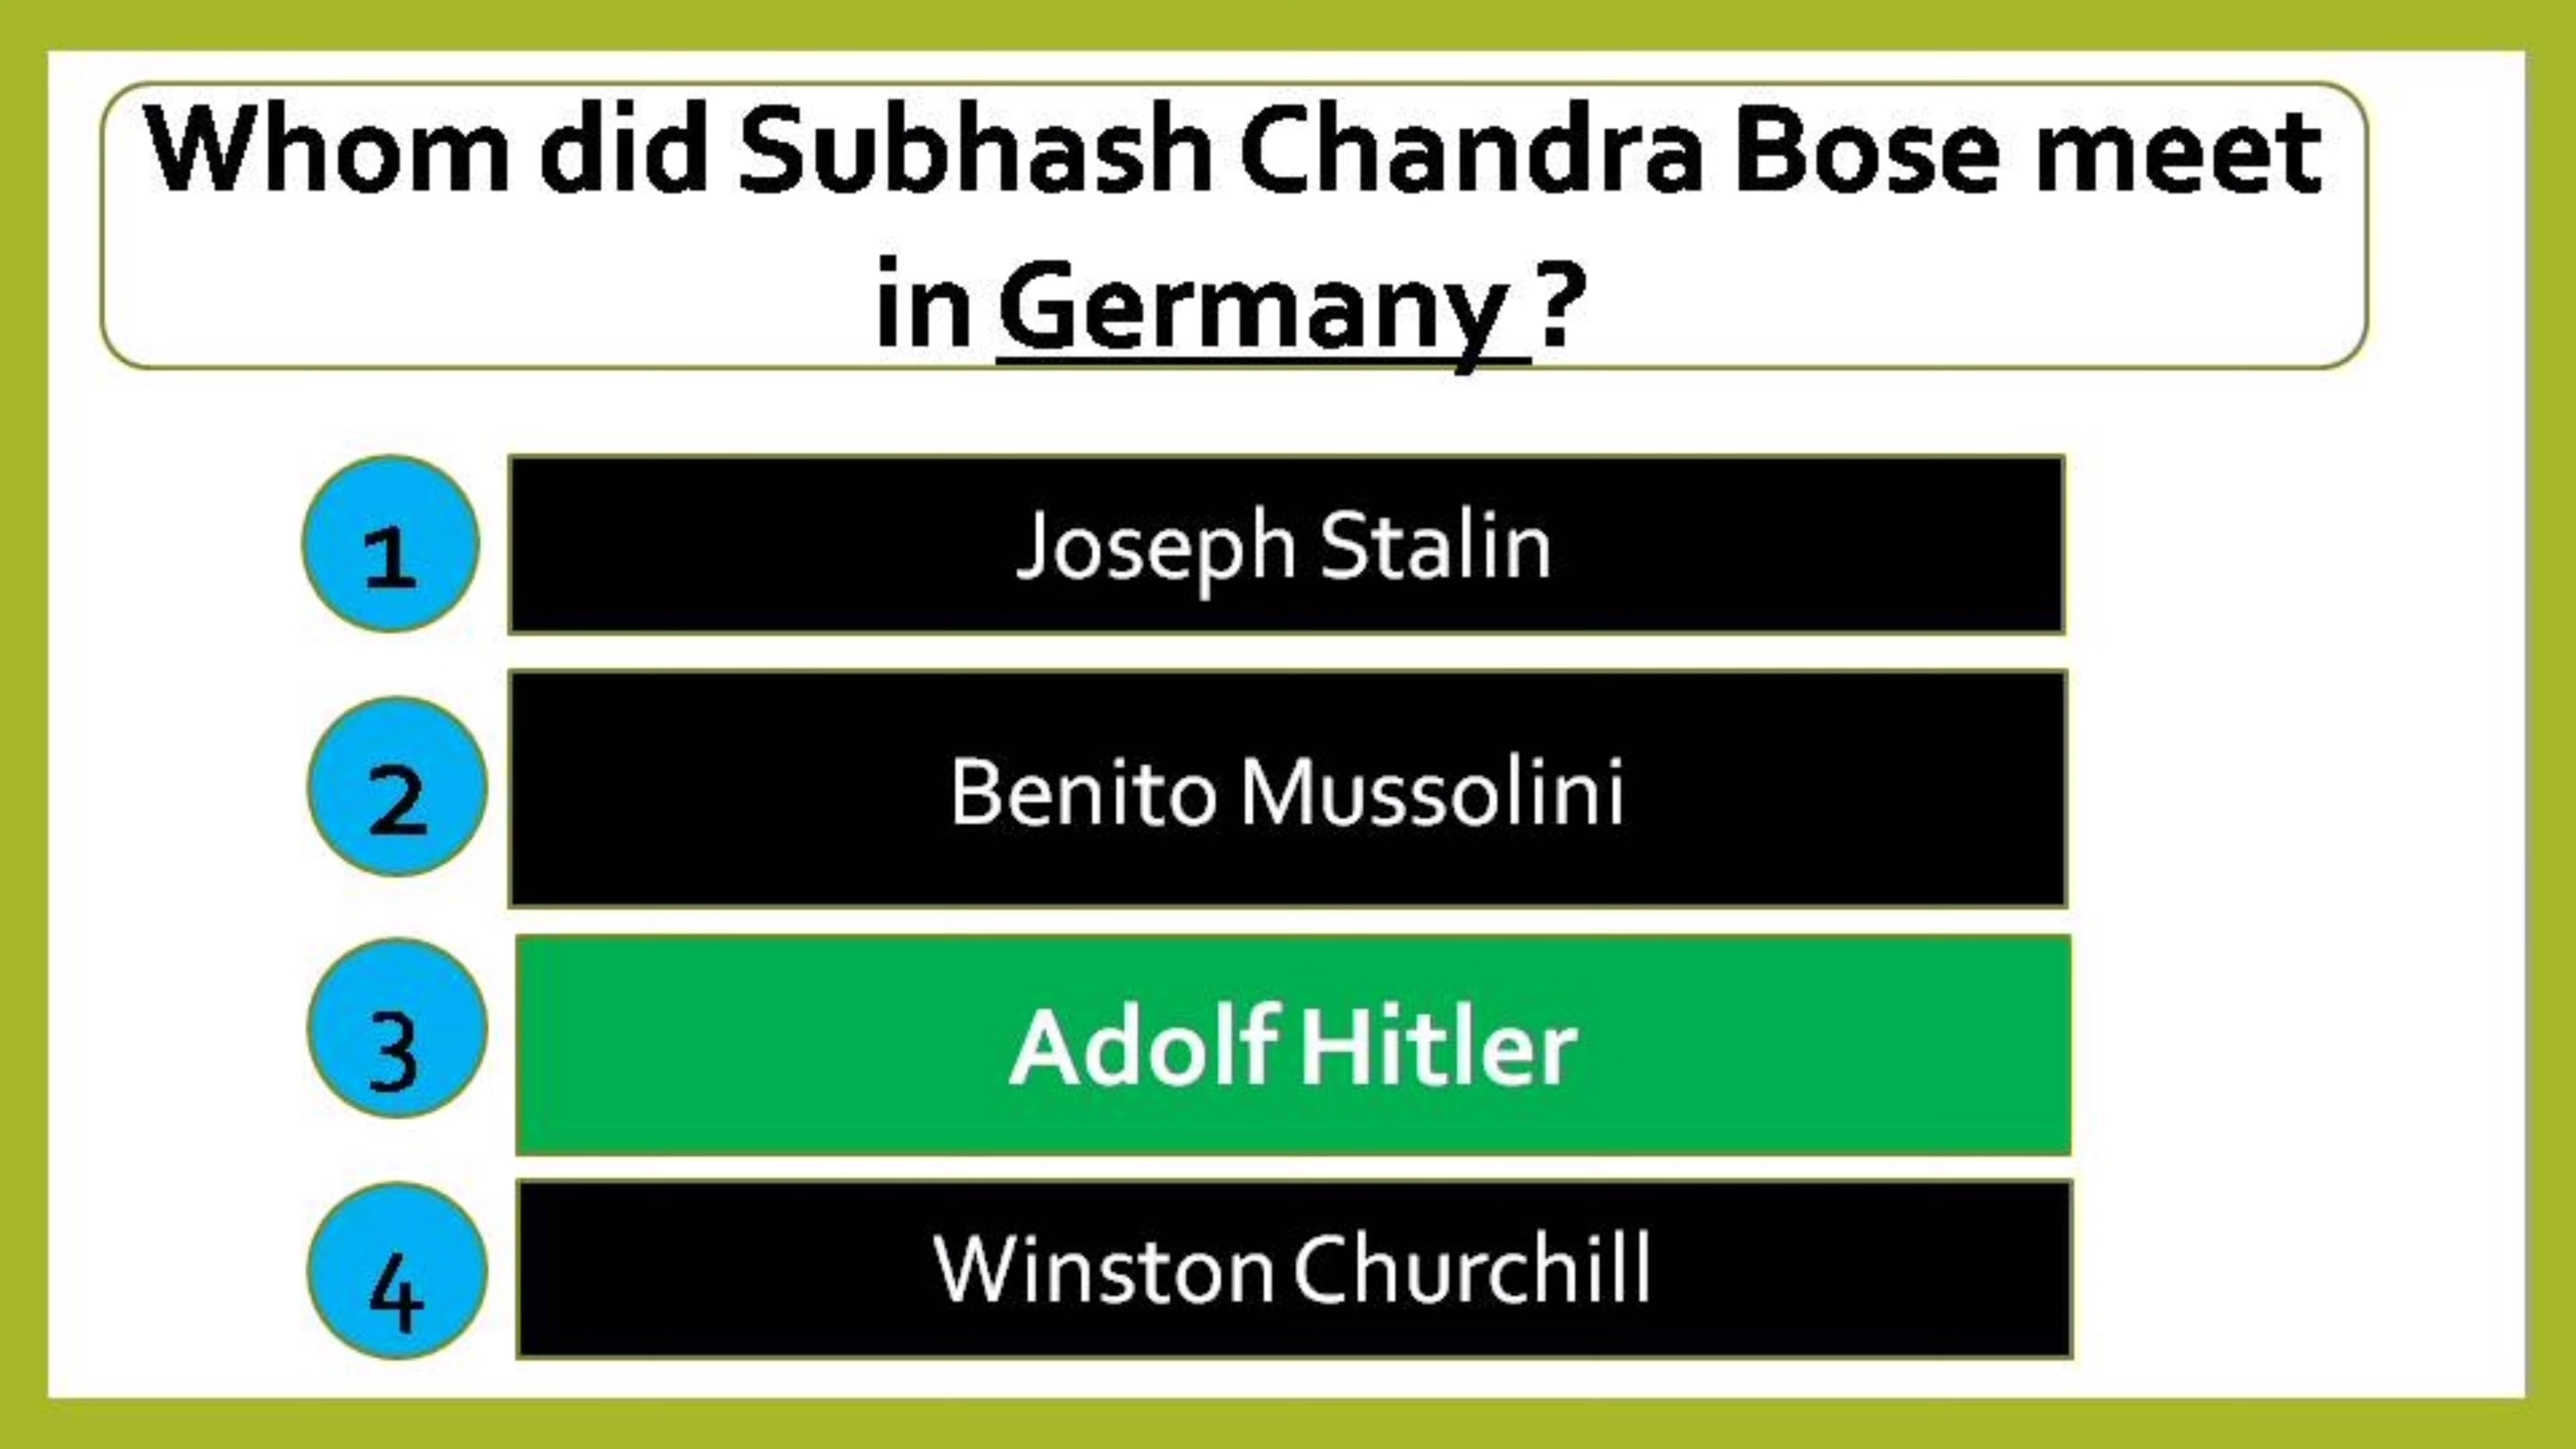 Whom did Subhash Chandra Bose meet
in Germany ?
1
Joseph Stalin
2
Benito Mussolini
3
Adolf Hitler
4
Winston Churchill